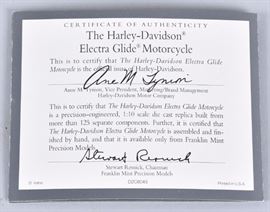 CERTIFICATE OF AUTHENTICITY
The Harley-Davidson®
Electra Glide® Motorcycle
This is to certify that The Harley-Davidson Electra Glide
Motorcycle is the official issue of Harley-Davidson.
Anne M. Tynion
Anne M. Tynion, Vice President, Marketing/Brand Management
Harley-Davidson Motor Company
This is to certify that The Harley-Davidson Electra Glide Motorcycle
is a precision-engineered, 1:10 scale die cast replica built from
more than 125 separate components. Further, it is certified that
The Harley-Davidson Electra Glide Motorcycle is assembled and fin-
ished by hand, and that it is available only from Franklin Mint
Precision Models.
Stewart Resnick
Stewart Resnick, Chairman
Franklin Mint Precision Models
Printed in U.S.A.